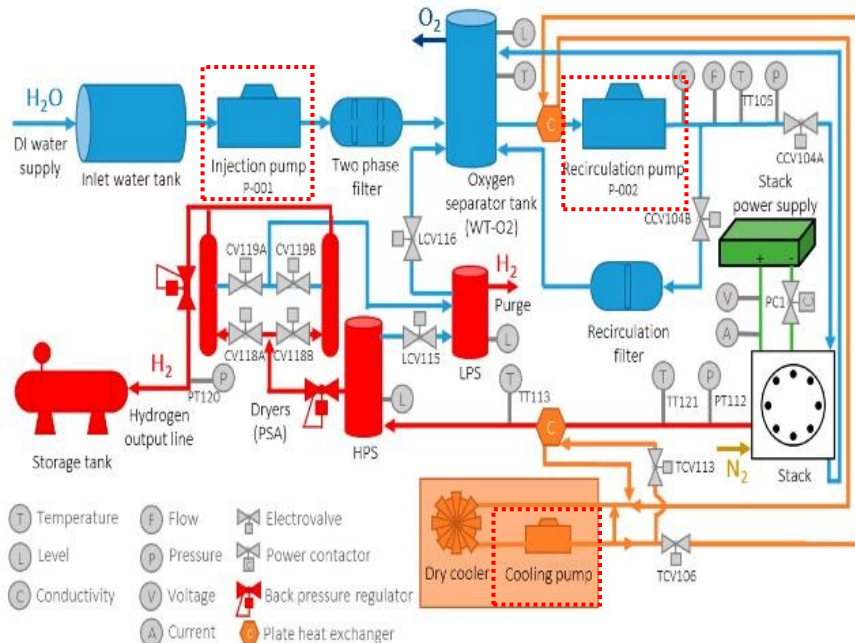 O₂
L
C
T
C
F
T
P
TT105
H₂O
DI water
supply
Inlet water tank
Injection pump
P-001
Two phase
filter
Oxygen
separator tank
(WT-O2)
Recirculation pump
P-002
CCV104A
Stack
power supply
CCV104B
CV119A
CV119B
LCV116
H₂
Purge
Recirculation
filter
+
-
V
PC1
C
A
CV118A
CV118B
LCV115
LPS
L
H₂
P
PT120
Hydrogen
output line
Storage tank
Dryers
(PSA)
L
HPS
T
TT113
C
T
TT121
P
PT112
N₂
Stack
TCV113
Dry cooler
Cooling pump
TCV106
T Temperature
F Flow
Electrovalve
L Level
P Pressure
C Power contactor
C Conductivity
V Voltage
Back pressure regulator
A Current
C Plate heat exchanger